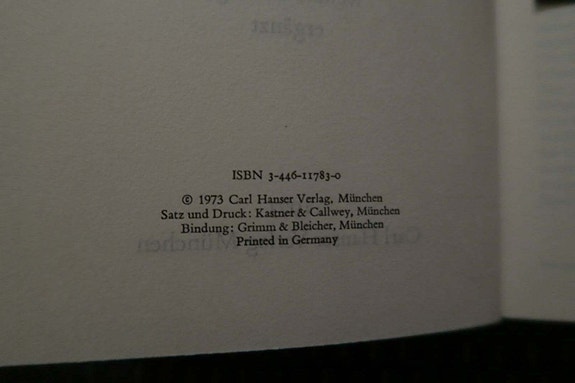 ergänzt
ISBN 3-446-11783-0
© 1973 Carl Hanser Verlag, München
Satz und Druck: Kastner & Callwey, München
Bindung: Grimm & Bleicher, München
Printed in Germany